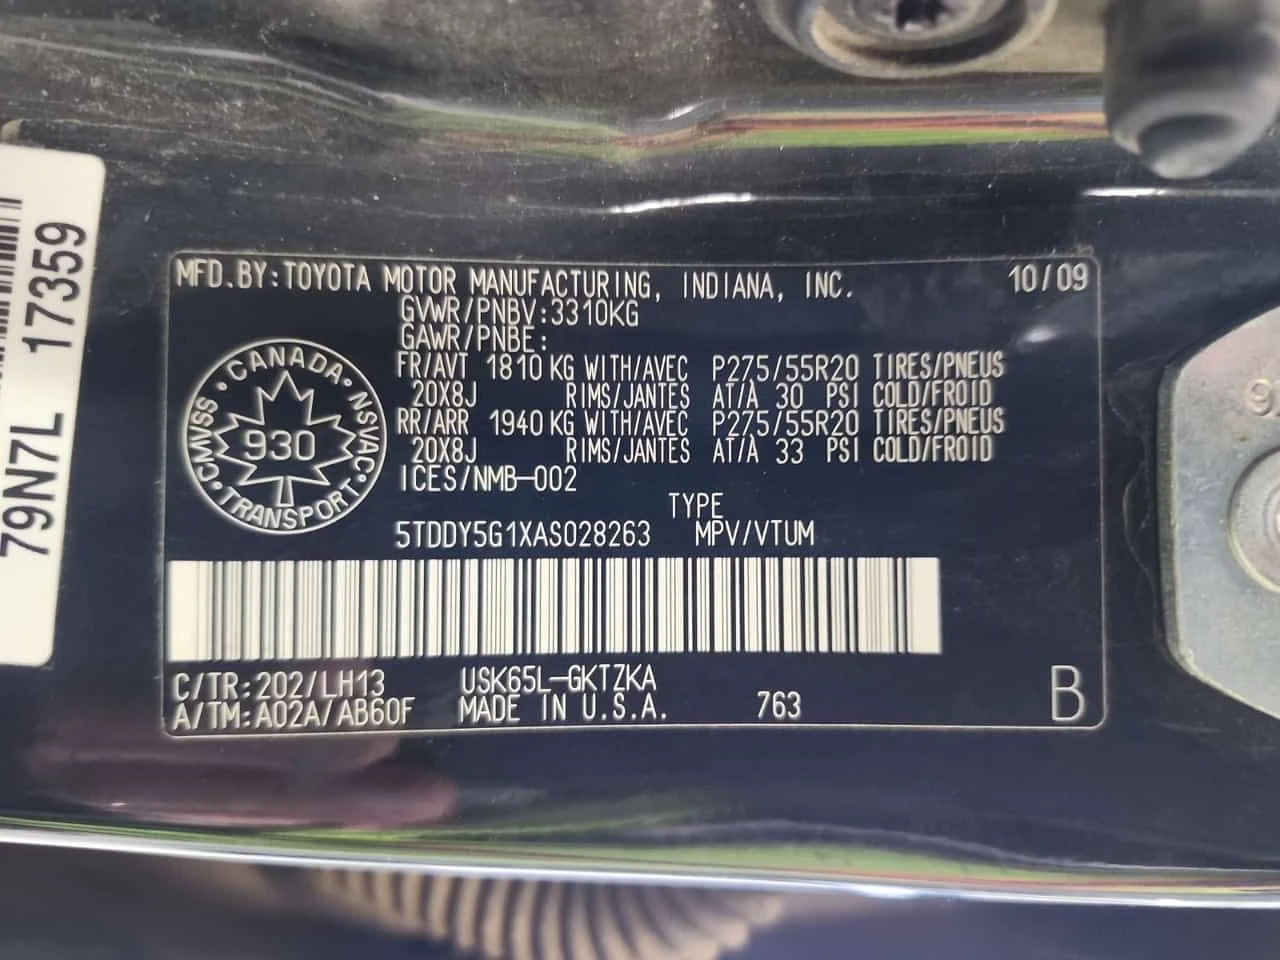 79N7L 17359
MFD.BY:TOYOTA MOTOR MANUFACTURING, INDIANA, INC. 10/09
GVWR/PNBV:3310KG
GAWR/PNBE:
FR/AVT 1810 KG WITH/AVEC P275/55R20 TIRES/PNEUS
20X8J RIMS/JANTES AT/À 30 PSI COLD/FROID
RR/ARR 1940 KG WITH/AVEC P275/55R20 TIRES/PNEUS
20X8J RIMS/JANTES AT/À 33 PSI COLD/FROID
ICES/NMB-002
CANADA
CMVSS 930 NSVAC
TRANSPORT
TYPE
5TDDY5G1XAS028263 MPV/VTUM
C/TR:202/LH13 USK65L-GKTZKA
A/TM:A02A/AB60F MADE IN U.S.A. 763 B